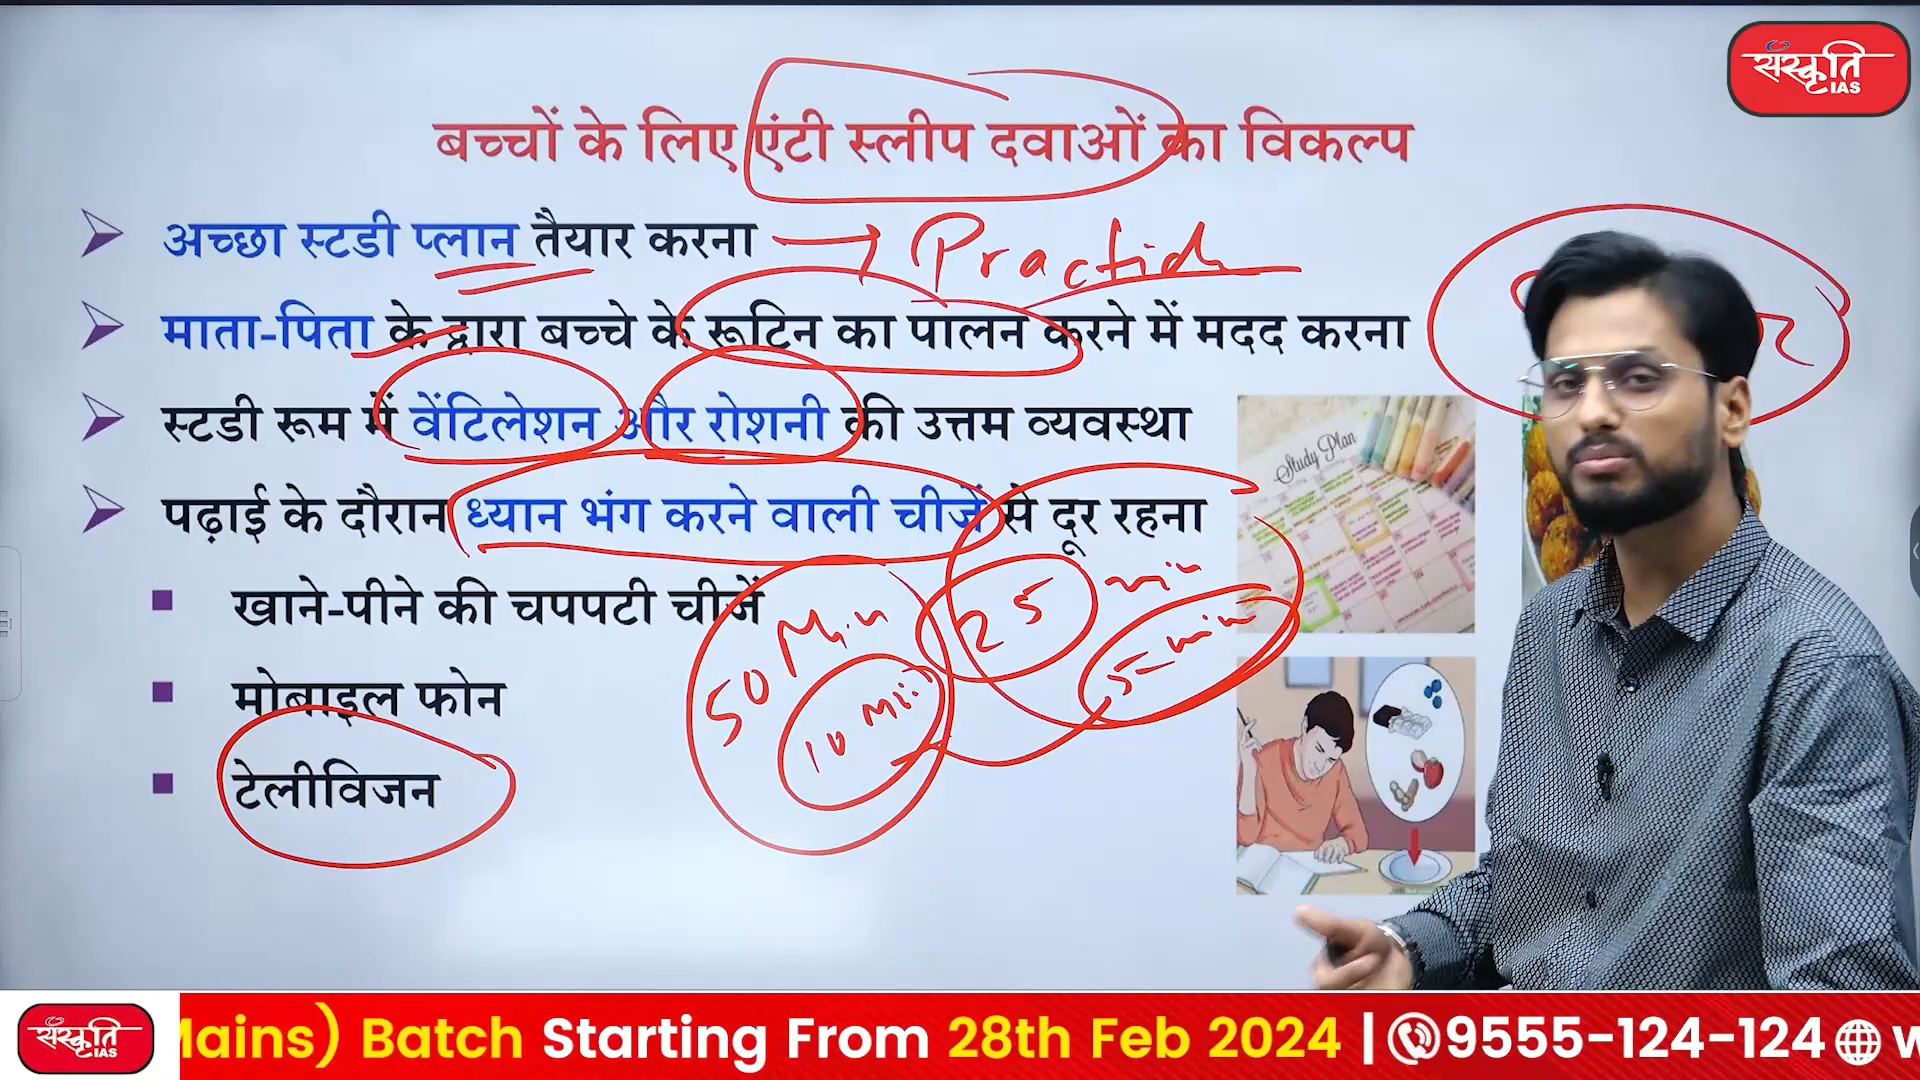 संस्कृति
IAS
बच्चों के लिए एंटी स्लीप दवाओं का विकल्प
अच्छा स्टडी प्लान तैयार करना
माता-पिता के द्वारा बच्चे के रूटिन का पालन करने में मदद करना
स्टडी रूम में वेंटिलेशन और रोशनी की उत्तम व्यवस्था
पढ़ाई के दौरान ध्यान भंग करने वाली चीजें से दूर रहना
खाने-पीने की चपपटी चीजें
मोबाइल फोन
टेलीविजन
50 Min
10 Min
25 min
5 min
Study Plan
संस्कृति
IAS
Mains) Batch Starting From 28th Feb 2024 | 9555-124-124